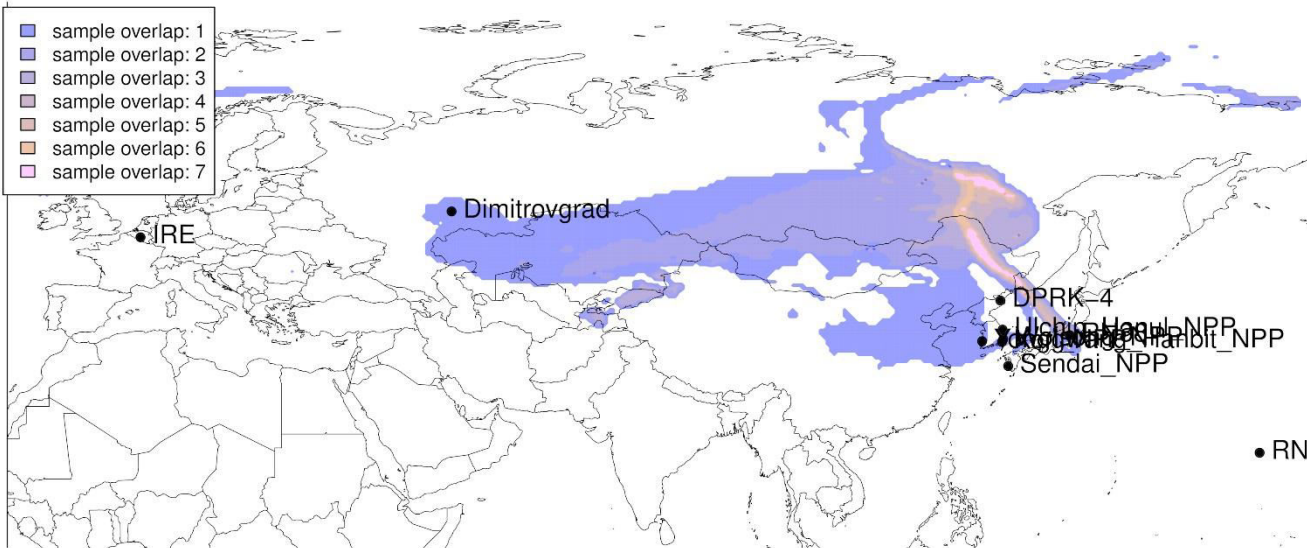 sample overlap: 1
sample overlap: 2
sample overlap: 3
sample overlap: 4
sample overlap: 5
sample overlap: 6
sample overlap: 7
Dimitrovgrad
IRE
DPRK-4
Ulchin_Hanul_NPP
Sendai_NPP
RN